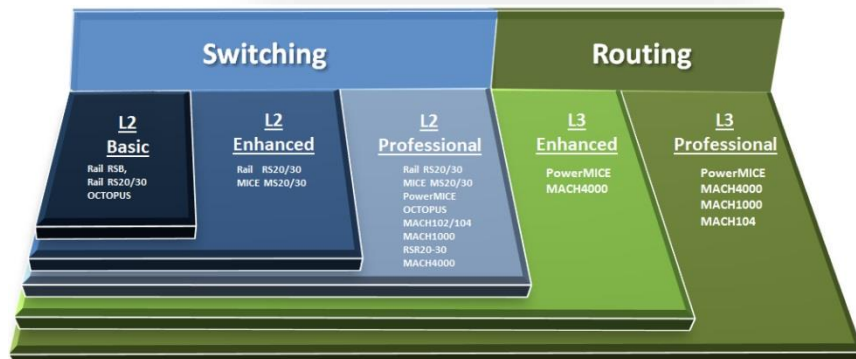 Switching
Routing
L2
Basic
Rail RSB,
Rail RS20/30
OCTOPUS
L2
Enhanced
Rail RS20/30
MICE MS20/30
L2
Professional
Rail RS20/30
MICE MS20/30
PowerMICE
OCTOPUS
MACH102/104
MACH1000
RSR20-30
MACH4000
L3
Enhanced
PowerMICE
MACH4000
L3
Professional
PowerMICE
MACH4000
MACH1000
MACH104